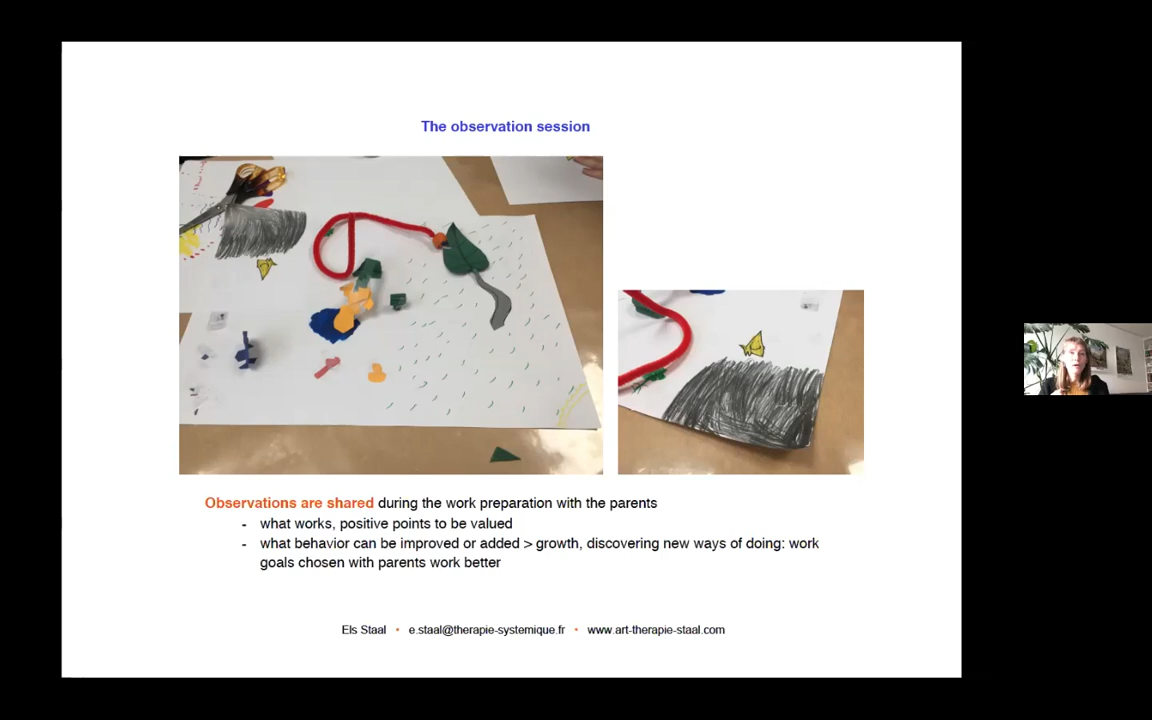 The observation session
Observations are shared during the work preparation with the parents
- what works, positive points to be valued
- what behavior can be improved or added > growth, discovering new ways of doing: work
goals chosen with parents work better
Els Staal • e.staal@therapie-systemique.fr • www.art-therapie-staal.com